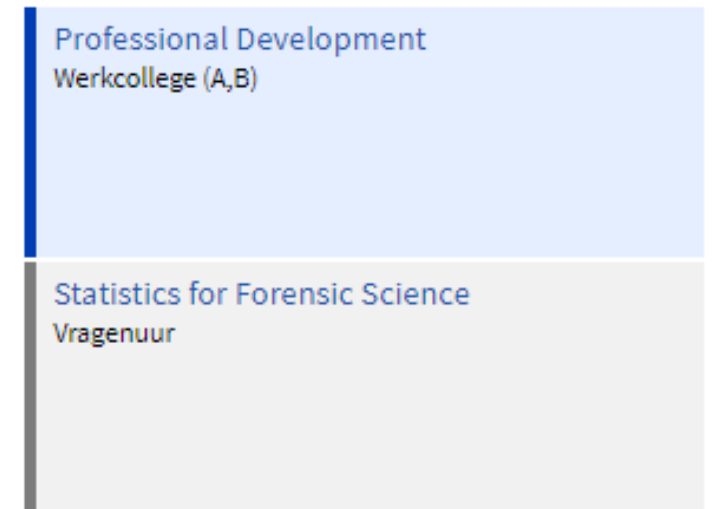 Professional Development
Werkcollege (A,B)
Statistics for Forensic Science
Vragenuur